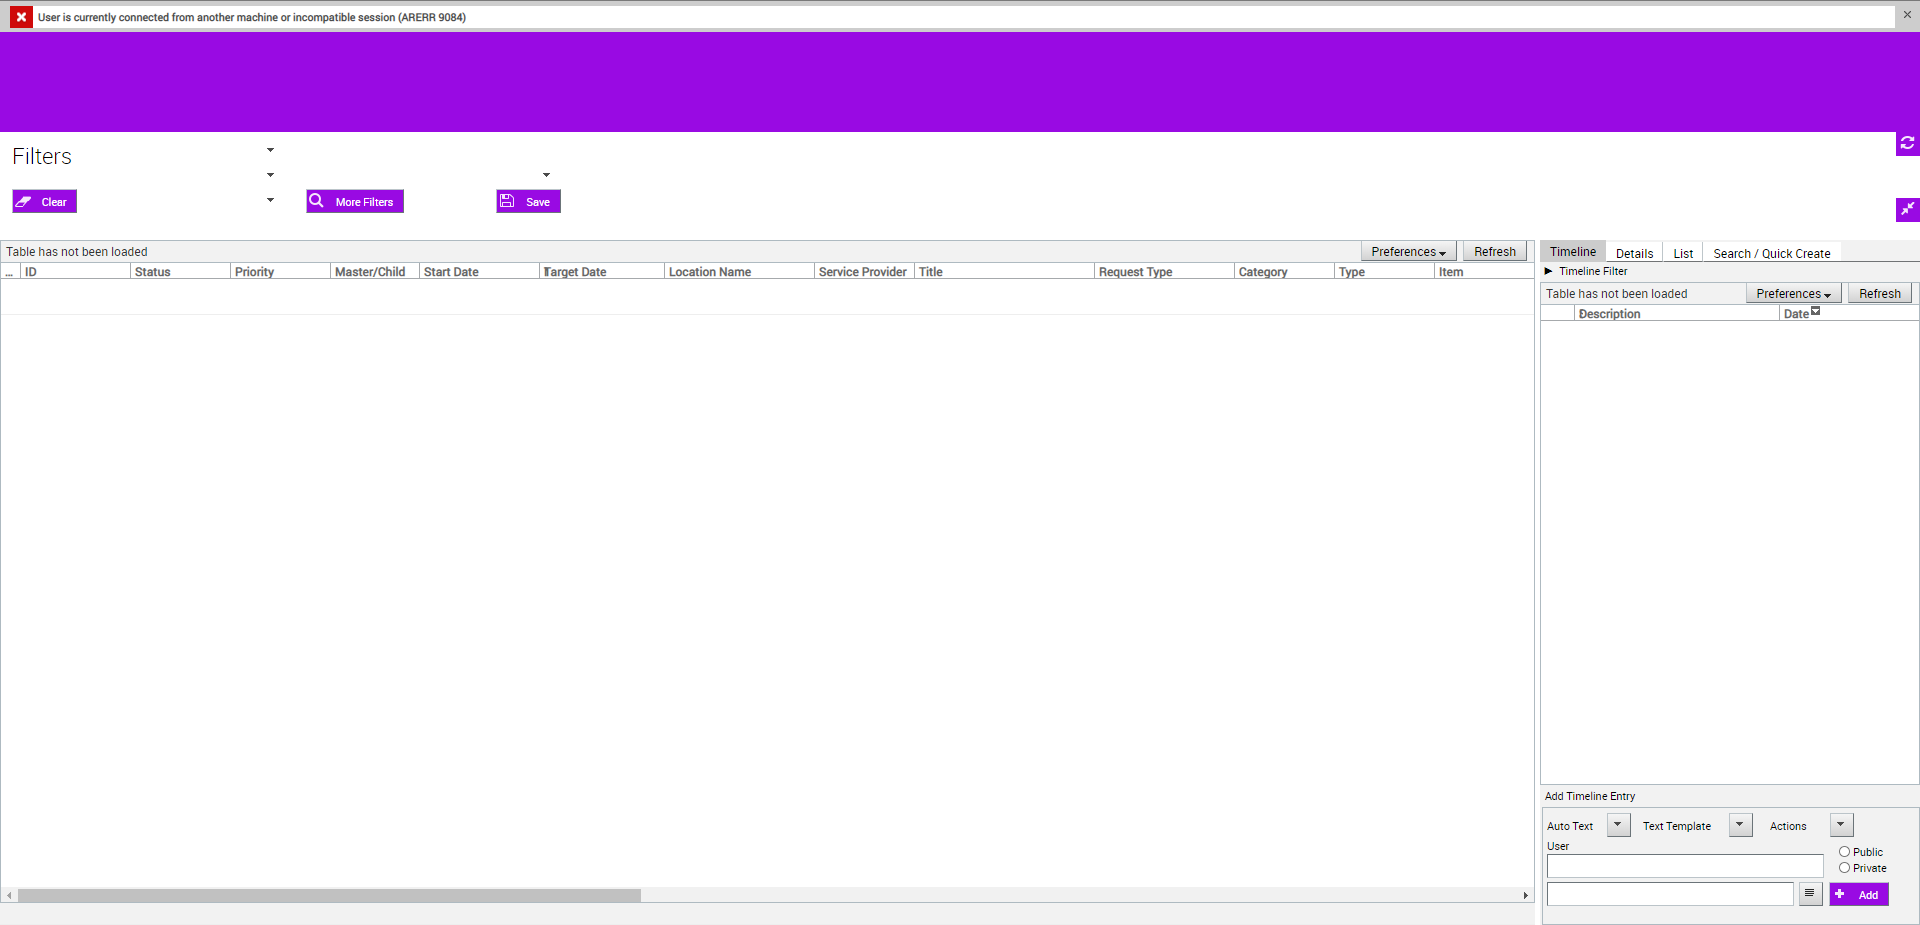 User is currently connected from another machine or incompatible session (ARERR 9084)
Filters
Clear
More Filters
Save
Table has not been loaded
Preferences
Refresh
... ID Status Priority Master/Child Start Date Target Date Location Name Service Provider Title Request Type Category Type Item
Timeline Details List Search / Quick Create
Timeline Filter
Table has not been loaded
Preferences
Refresh
Description Date
Add Timeline Entry
Auto Text Text Template Actions
User
Public
Private
Add